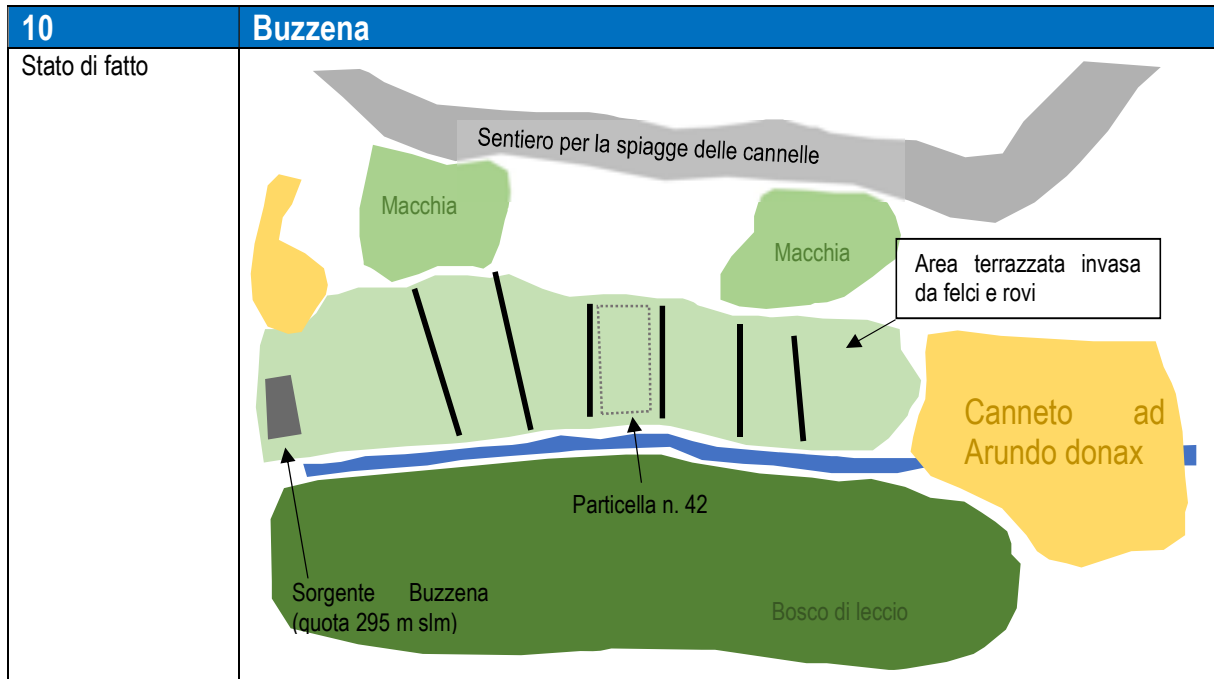 10 Buzzena
Stato di fatto
Sentiero per la spiagge delle cannelle
Macchia
Macchia
Area terrazzata invasa
da felci e rovi
Canneto ad
Arundo donax
Particella n. 42
Sorgente Buzzena
(quota 295 m slm)
Bosco di leccio